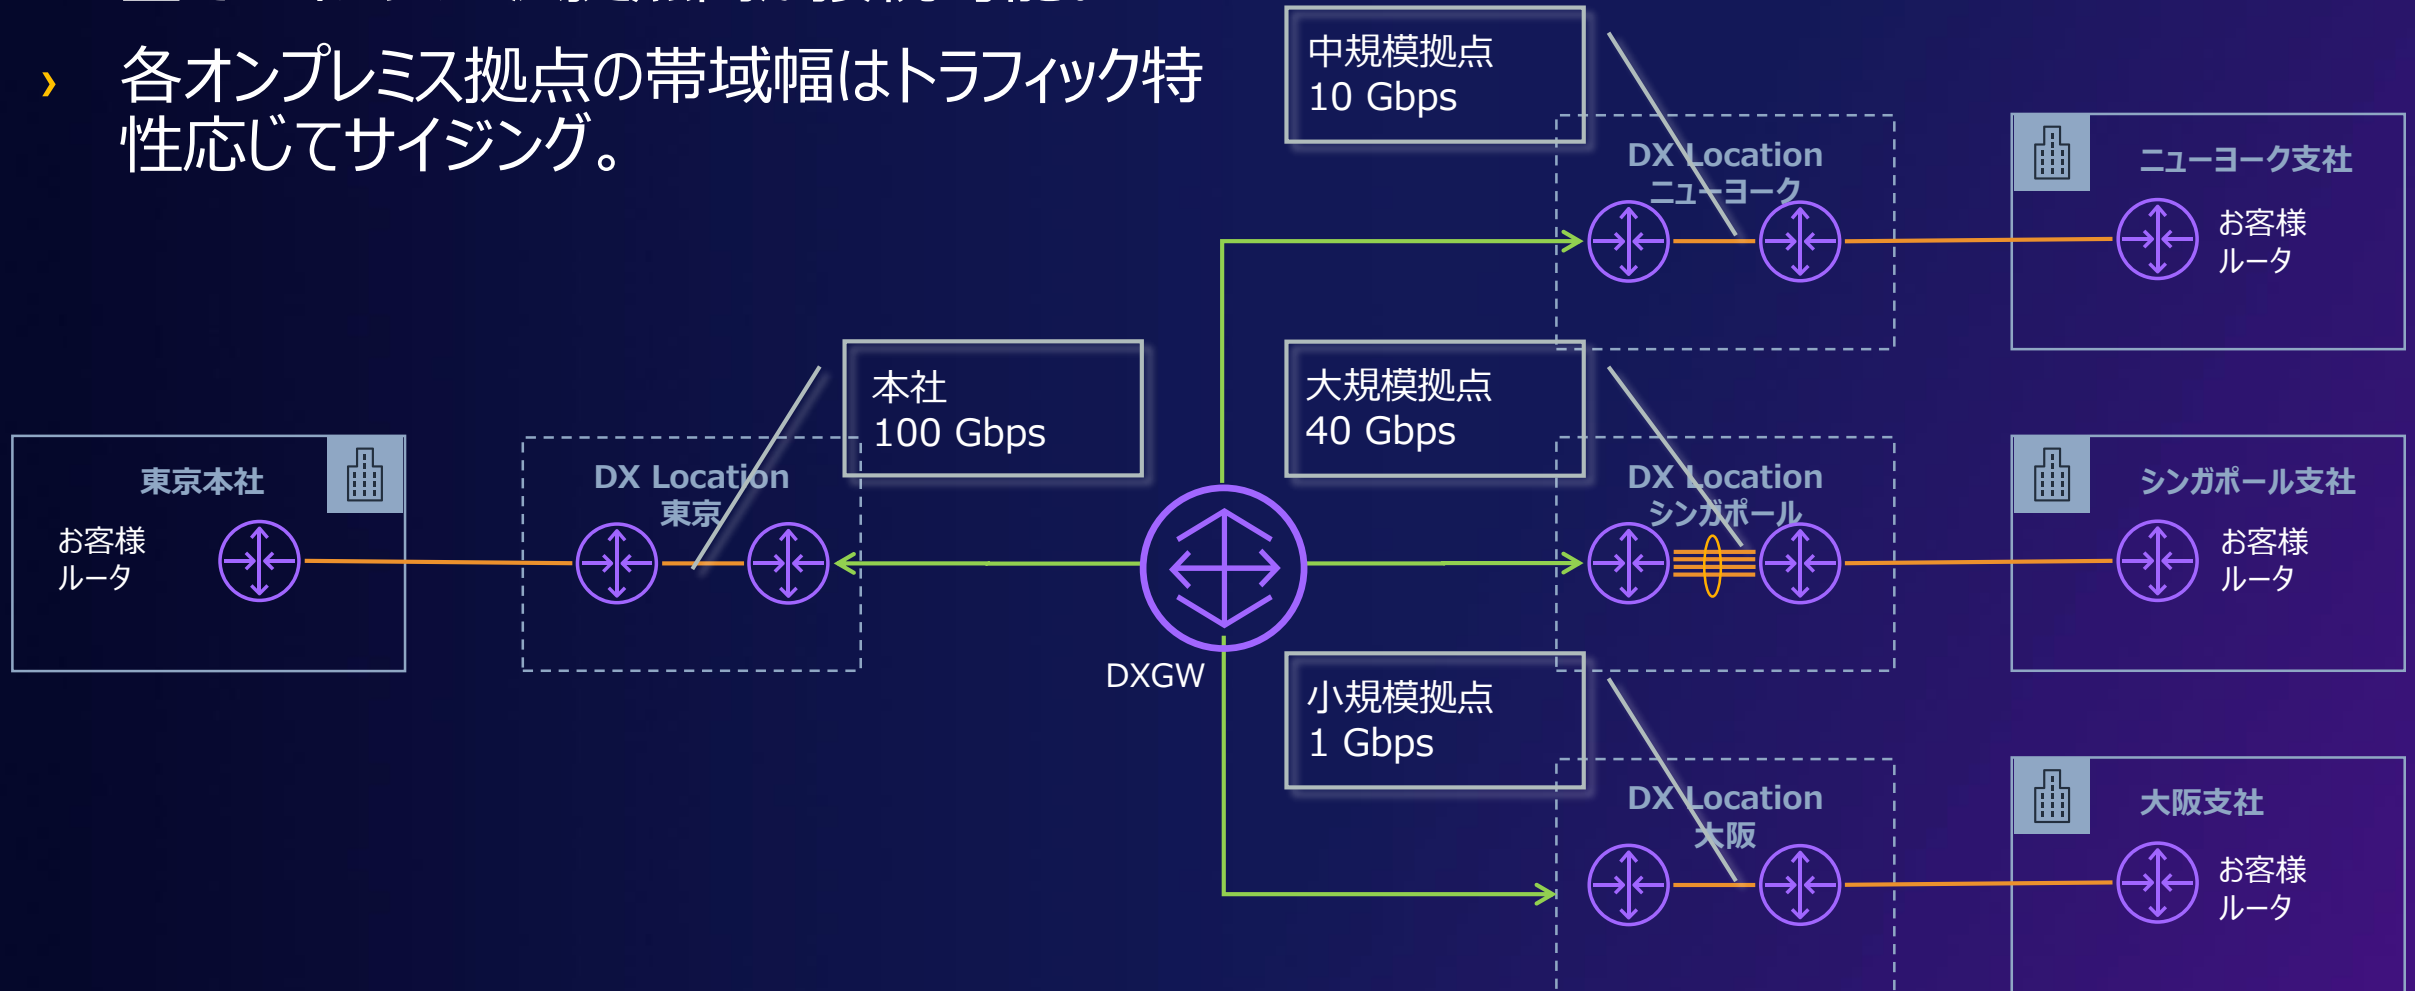 各オンプレミス拠点の帯域幅はトラフィック特
性応じてサイジング。
中規模拠点
10 Gbps
DX Location
ニューヨーク
ニューヨーク支社
お客様
ルータ
本社
100 Gbps
大規模拠点
40 Gbps
東京本社
お客様
ルータ
DX Location
東京
DX Location
シンガポール
シンガポール支社
お客様
ルータ
DXGW
小規模拠点
1 Gbps
DX Location
大阪
大阪支社
お客様
ルータ